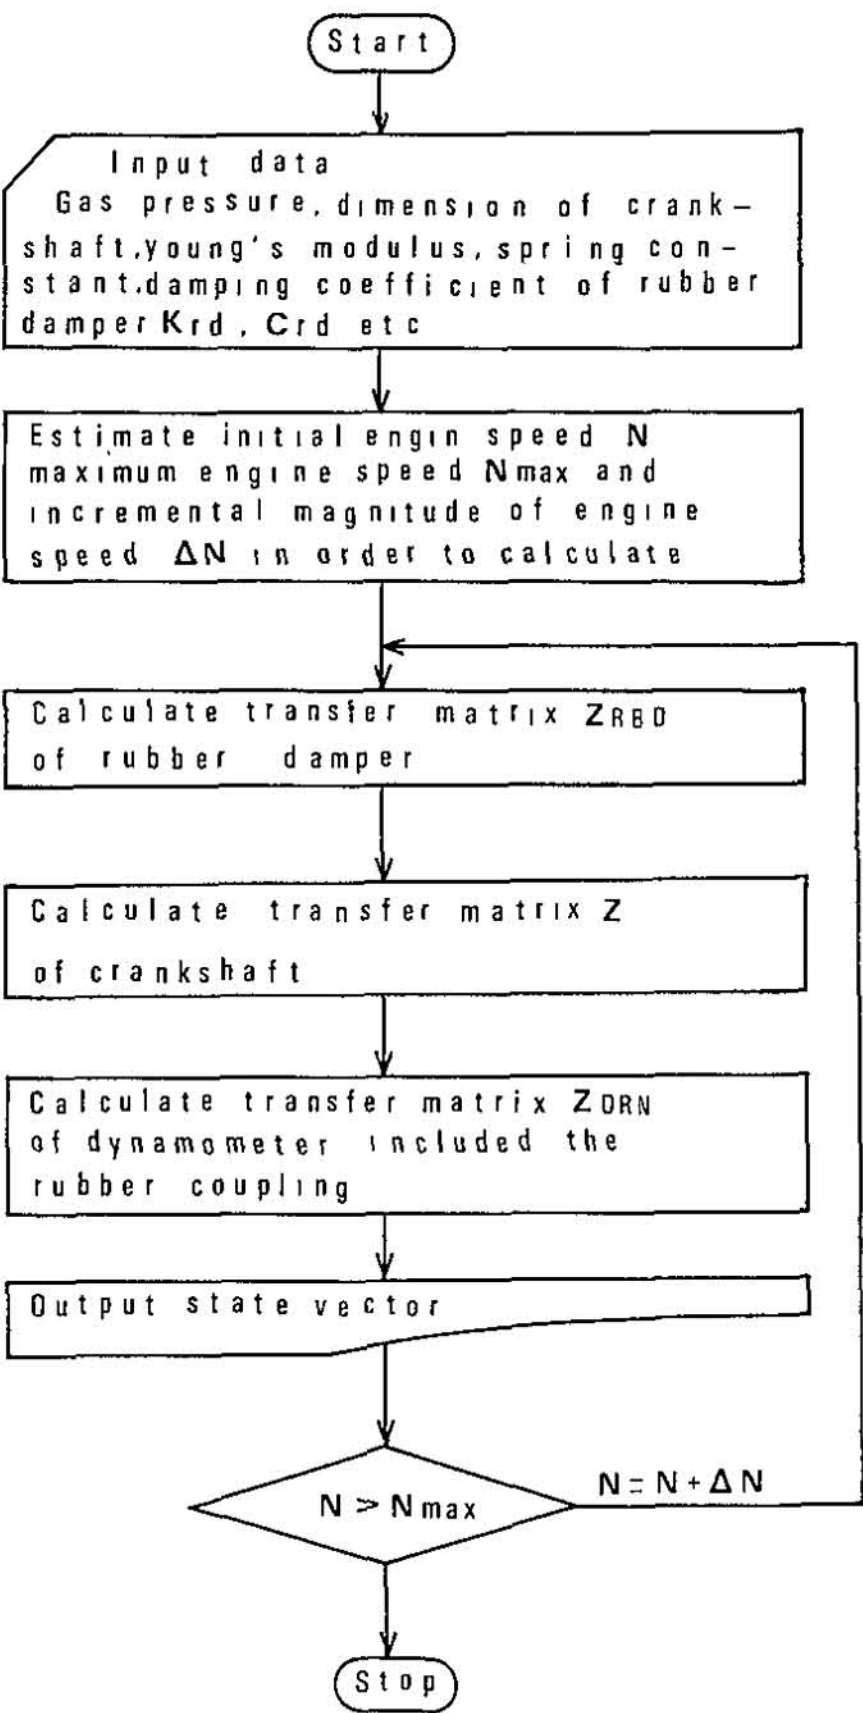 Start
Input data
Gas pressure, dimension of crank-
shaft, young's modulus, spring con-
stant, damping coefficient of rubber
damper Krd, Crd etc
Estimate initial engin speed N
maximum engine speed Nmax and
incremental magnitude of engine
speed ΔN in order to calculate
Calculate transfer matrix ZRBD
of rubber damper
Calculate transfer matrix Z
of crankshaft
Calculate transfer matrix ZDRN
of dynamometer included the
rubber coupling
Output state vector
N > Nmax
N = N + ΔN
Stop